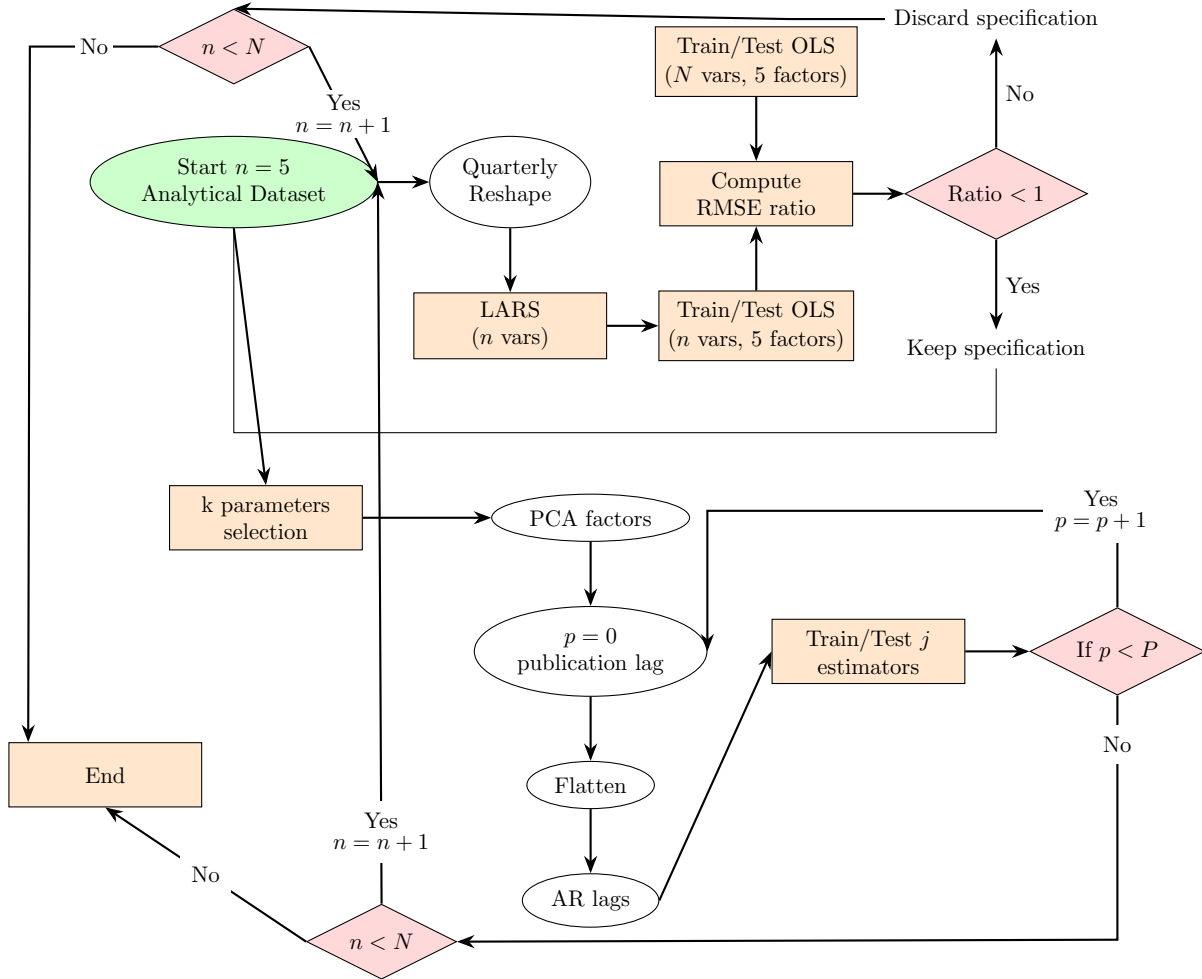 Discard specification
No
n < N
Train/Test OLS
(N vars, 5 factors)
Yes
n = n + 1
No
Start n = 5
Analytical Dataset
Quarterly
Reshape
Compute
RMSE ratio
Ratio < 1
Yes
LARS
(n vars)
Train/Test OLS
(n vars, 5 factors)
Keep specification
k parameters
selection
PCA factors
Yes
p = p + 1
p = 0
publication lag
Train/Test j
estimators
If p < P
No
End
Flatten
Yes
n = n + 1
No
AR lags
n < N